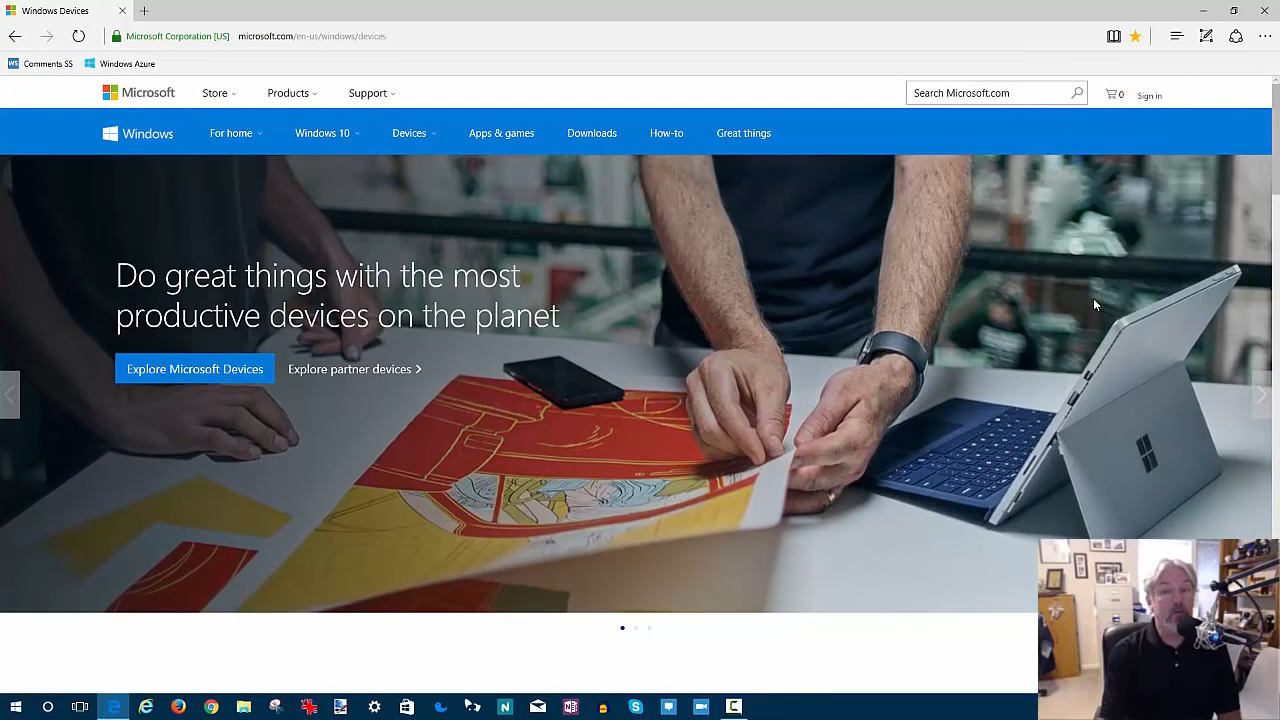 Windows Devices
Microsoft Corporation [US] microsoft.com/en-us/windows/devices
Comments SS Windows Azure
Microsoft Store Products Support Search Microsoft.com 0 Sign in
Windows For home Windows 10 Devices Apps & games Downloads How-to Great things
Do great things with the most
productive devices on the planet
Explore Microsoft Devices Explore partner devices